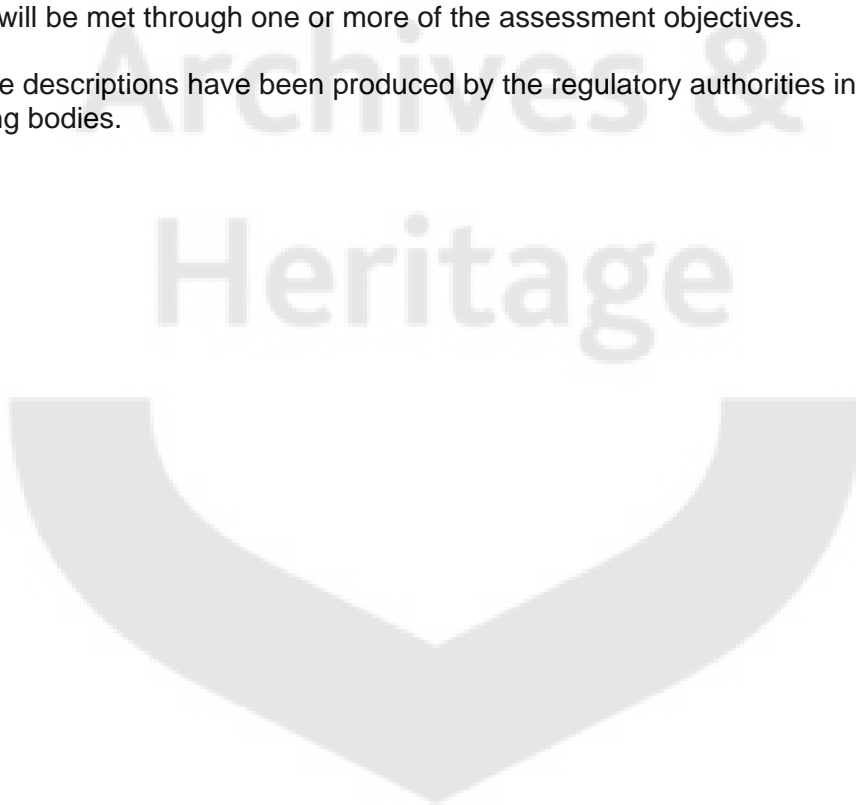 will be met through one or more of the assessment objectives.
e descriptions have been produced by the regulatory authorities in
ng bodies.
Archives &
Heritage